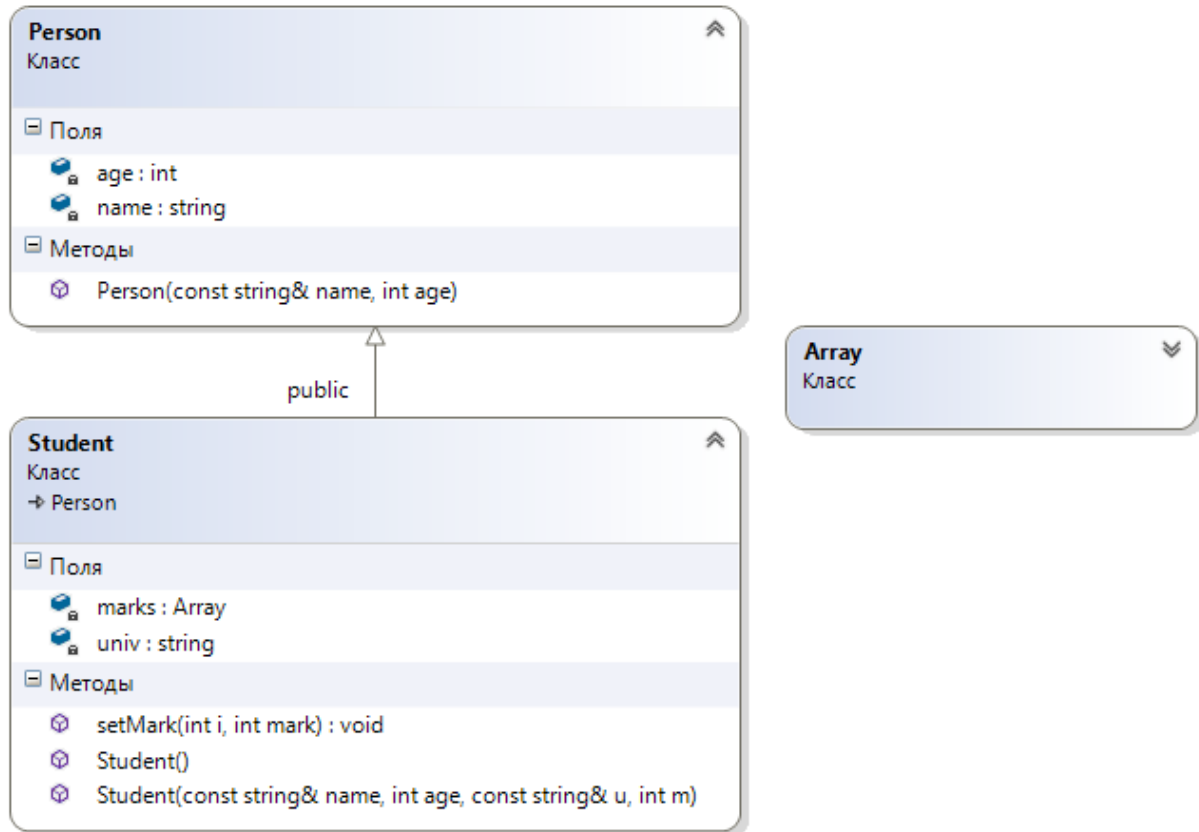 Person
Класс
Поля
age : int
name : string
Методы
Person(const string& name, int age)
public
Array
Класс
Student
Класс
Person
Поля
marks : Array
univ : string
Методы
setMark(int i, int mark) : void
Student()
Student(const string& name, int age, const string& u, int m)